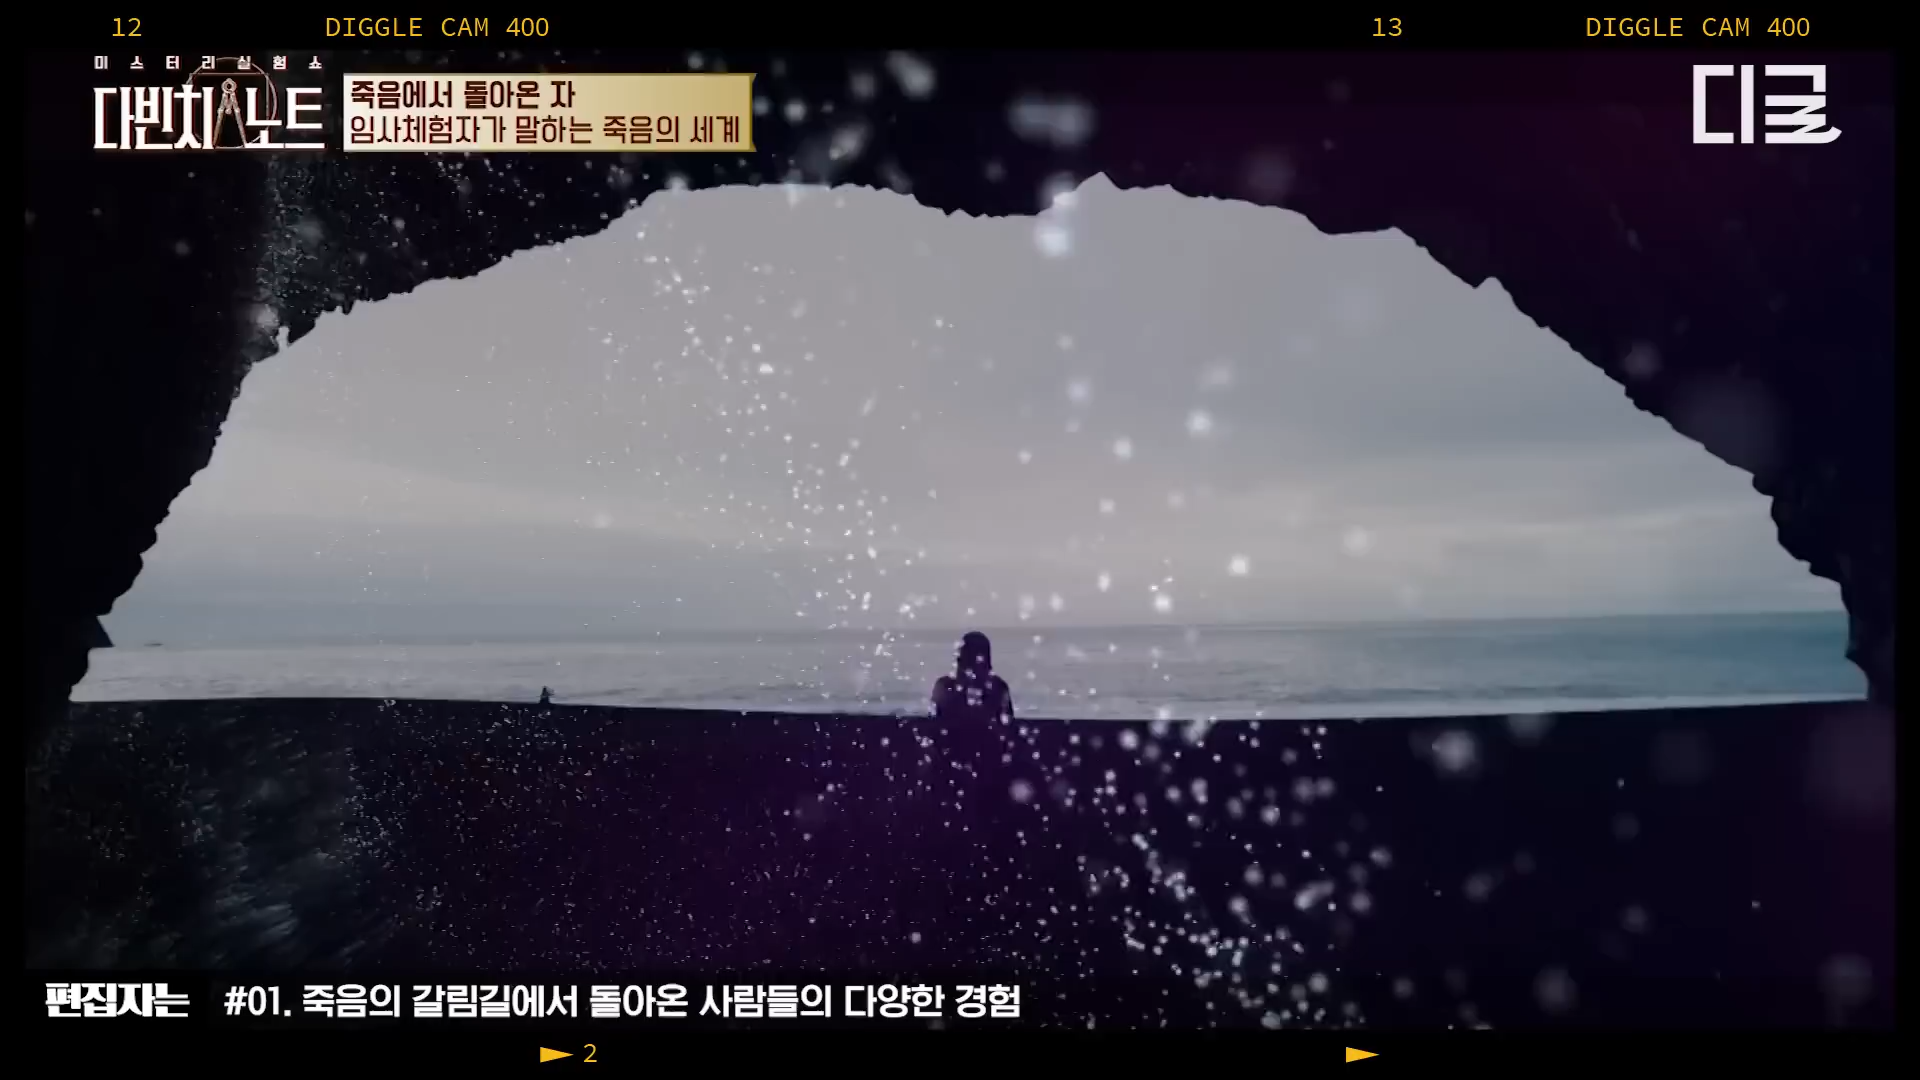 12
DIGGLE CAM 400
13
DIGGLE CAM 400
미스터리실험쇼
다빈치노트
죽음에서 돌아온 자
임사체험자가 말하는 죽음의 세계
디글
편집자는
#01. 죽음의 갈림길에서 돌아온 사람들의 다양한 경험
2